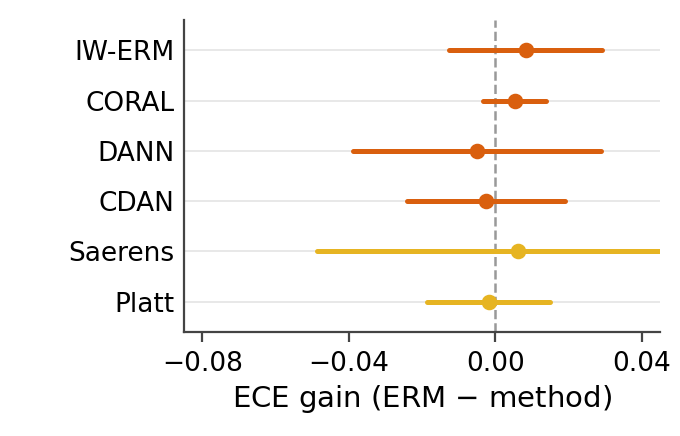 IW-ERM
CORAL
DANN
CDAN
Saerens
Platt
−0.08 −0.04 0.00 0.04
ECE gain (ERM − method)